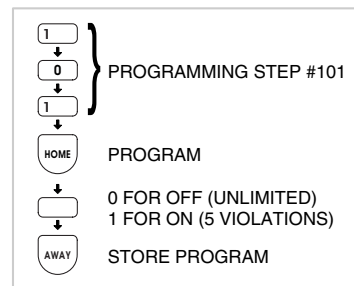 1
0
1
PROGRAMMING STEP #101
HOME PROGRAM
0 FOR OFF (UNLIMITED)
1 FOR ON (5 VIOLATIONS)
AWAY STORE PROGRAM